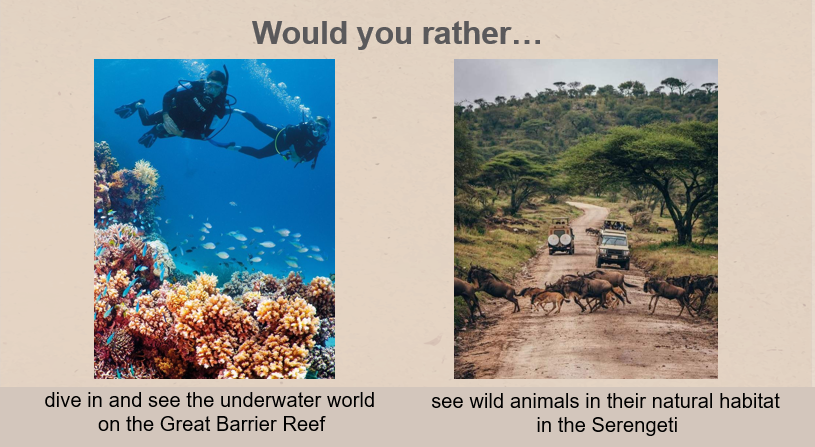 Would you rather…
dive in and see the underwater world
on the Great Barrier Reef
see wild animals in their natural habitat
in the Serengeti